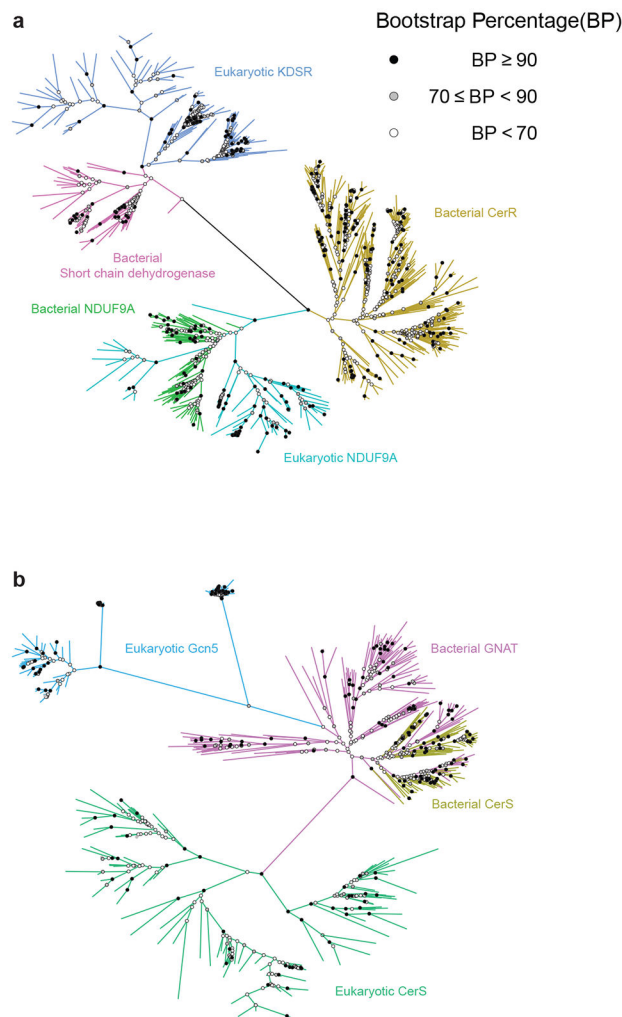 a
Bootstrap Percentage(BP)
BP ≥ 90
70 ≤ BP < 90
BP < 70
Eukaryotic KDSR
Bacterial CerR
Bacterial
Short chain dehydrogenase
Bacterial NDUF9A
Eukaryotic NDUF9A
b
Eukaryotic Gcn5
Bacterial GNAT
Bacterial CerS
Eukaryotic CerS